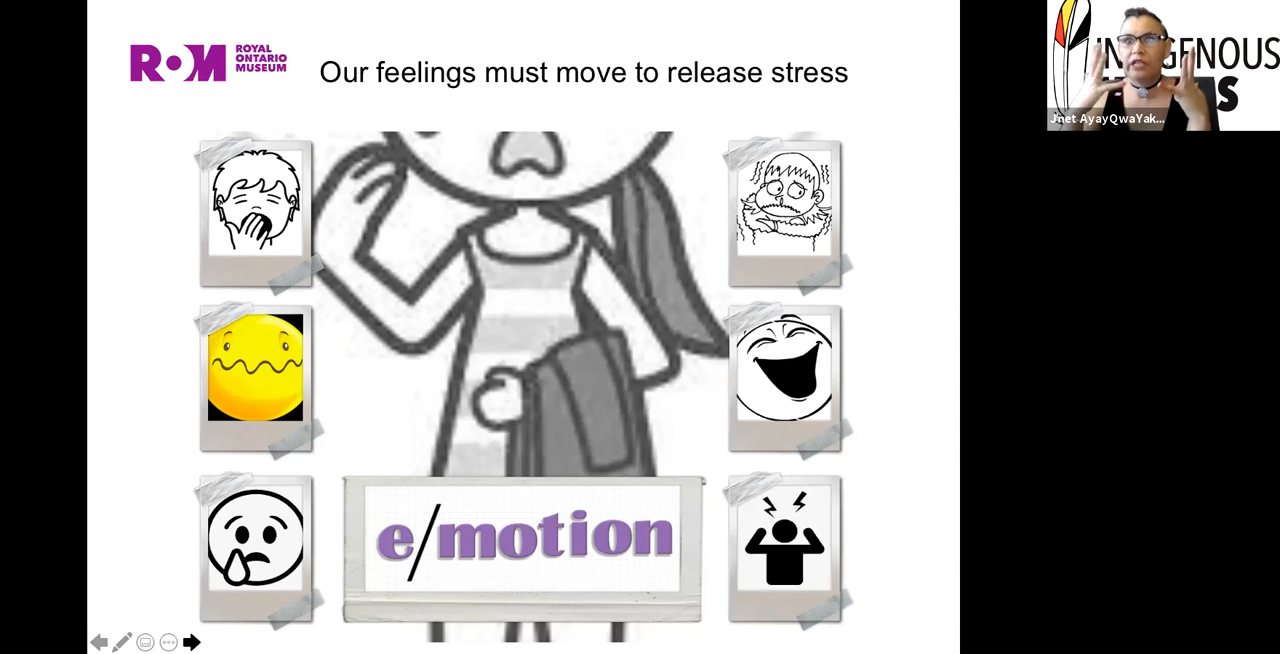 ROM
ROYAL
ONTARIO
MUSEUM
Our feelings must move to release stress
e/motion
INDIGENOUS
Jnet AyayQwaYak...